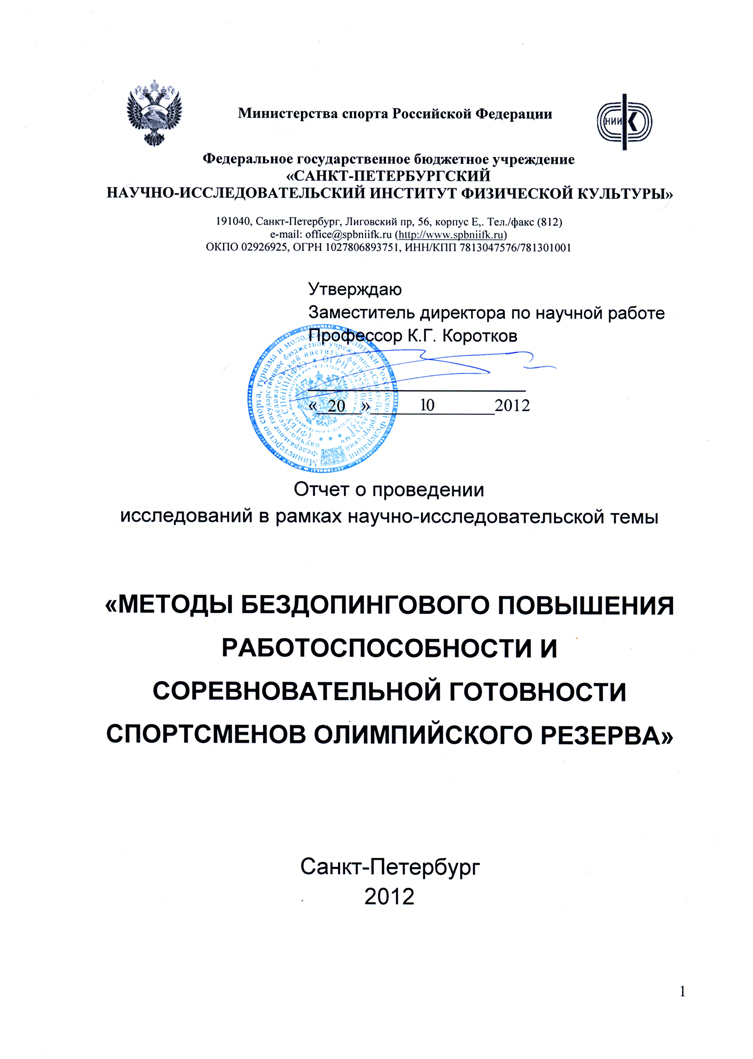 Министерства спорта Российской Федерации
НИИ
К
Федеральное государственное бюджетное учреждение
«САНКТ-ПЕТЕРБУРГСКИЙ
НАУЧНО-ИССЛЕДОВАТЕЛЬСКИЙ ИНСТИТУТ ФИЗИЧЕСКОЙ КУЛЬТУРЫ»
191040, Санкт-Петербург, Лиговский пр, 56, корпус Е,. Тел./факс (812)
e-mail: office@spbniifk.ru (http://www.spbniifk.ru)
ОКПО 02926925, ОГРН 1027806893751, ИНН/КПП 7813047576/781301001
Утверждаю
Заместитель директора по научной работе
Профессор К.Г. Коротков
«__20__»______10______2012
Отчет о проведении
исследований в рамках научно-исследовательской темы
«МЕТОДЫ БЕЗДОПИНГОВОГО ПОВЫШЕНИЯ
РАБОТОСПОСОБНОСТИ И
СОРЕВНОВАТЕЛЬНОЙ ГОТОВНОСТИ
СПОРТСМЕНОВ ОЛИМПИЙСКОГО РЕЗЕРВА»
Санкт-Петербург
2012
1